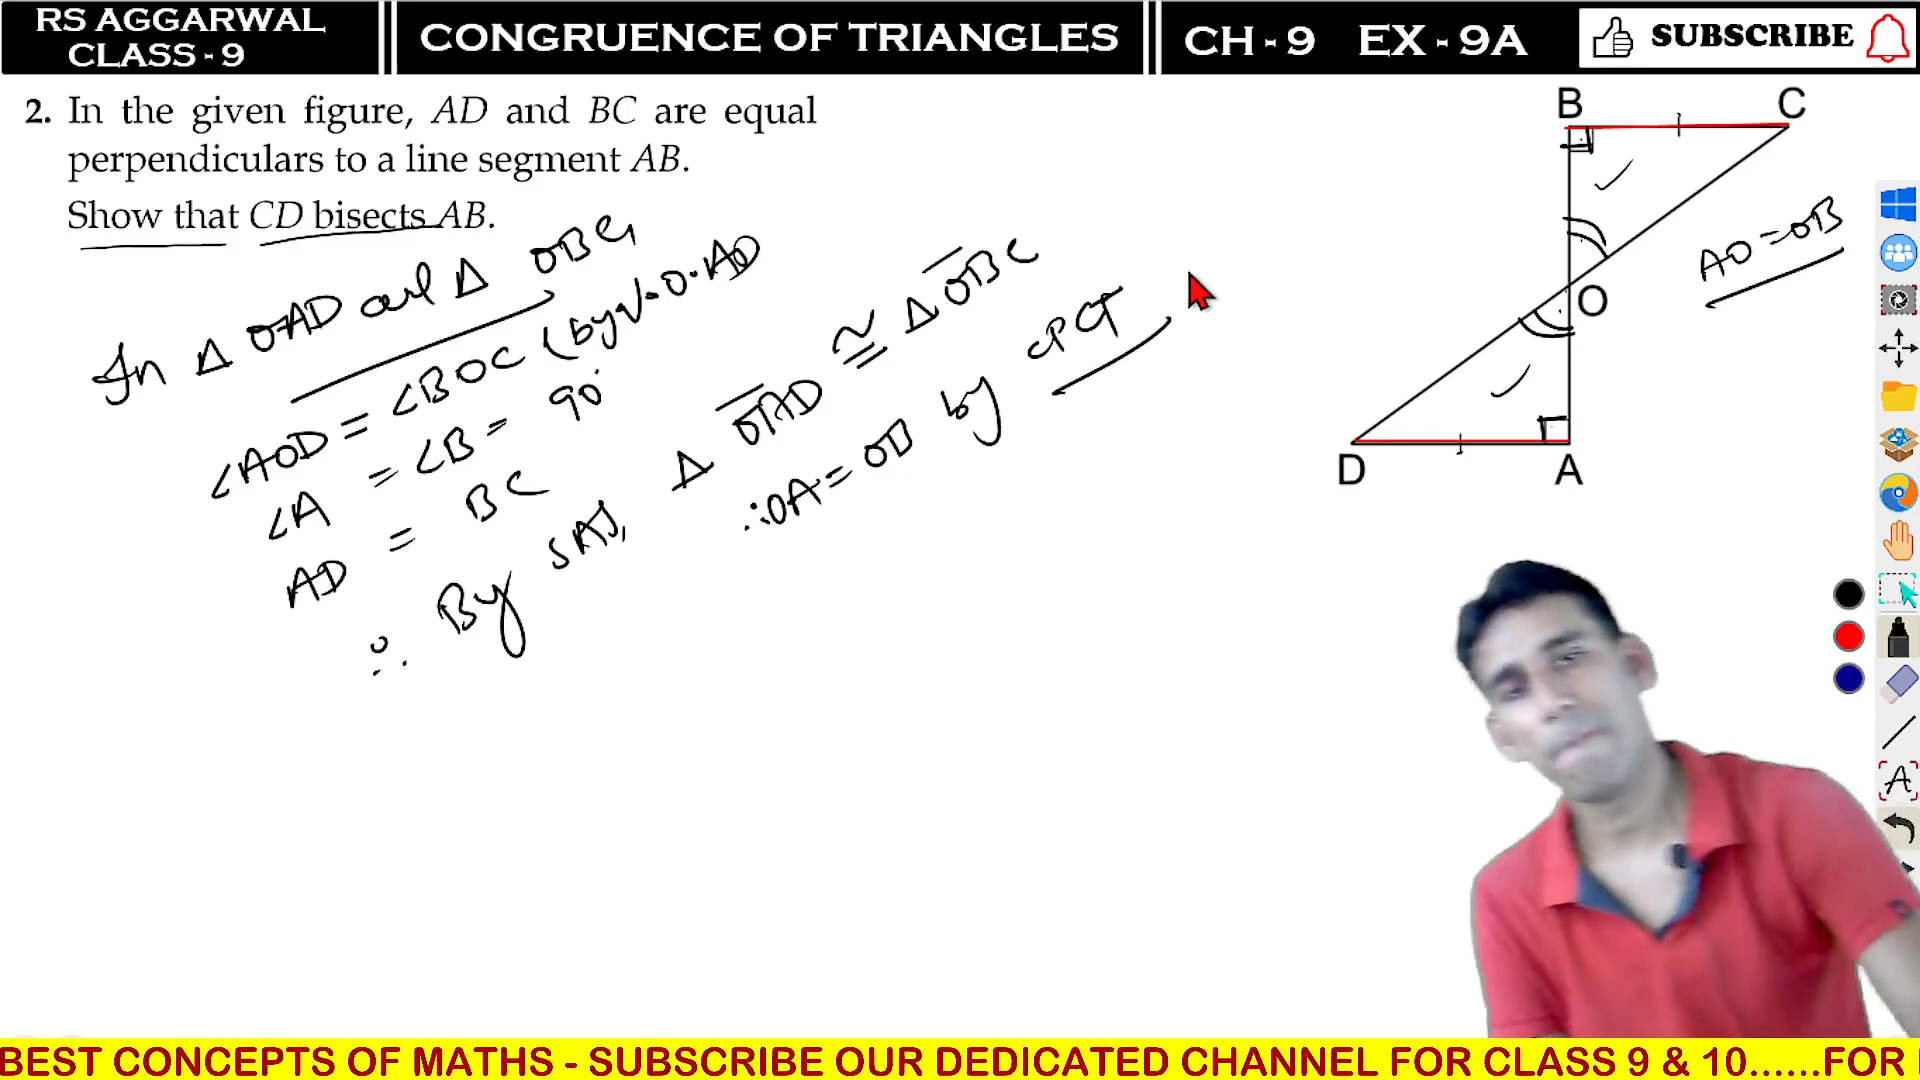 RS AGGARWAL
CLASS - 9
CONGRUENCE OF TRIANGLES
CH - 9 EX - 9A
SUBSCRIBE
2. In the given figure, AD and BC are equal
perpendiculars to a line segment AB.
Show that CD bisects AB.
In Δ OAD and Δ OBC,
∠AOD = ∠BOC (by V.O.A)
∠A = ∠B = 90°
AD = BC
∴ By SAS, Δ OAD ≅ Δ OBC
∴ OA = OB by CPCT
B C
O
D A
AO = OB
A
BEST CONCEPTS OF MATHS - SUBSCRIBE OUR DEDICATED CHANNEL FOR CLASS 9 & 10......FOR